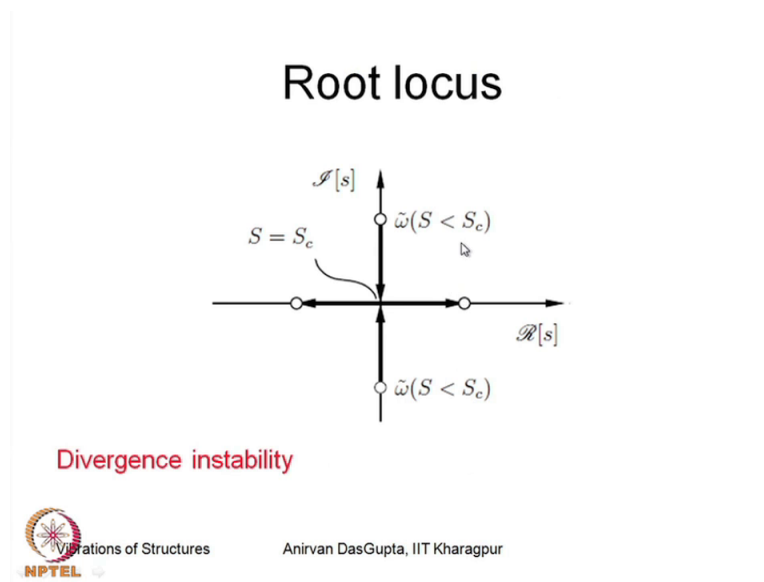 Root locus
ℐ[s]
ω̃(S < S_c)
S = S_c
ℛ[s]
ω̃(S < S_c)
Divergence instability
Vibrations of Structures
Anirvan DasGupta, IIT Kharagpur
NPTEL